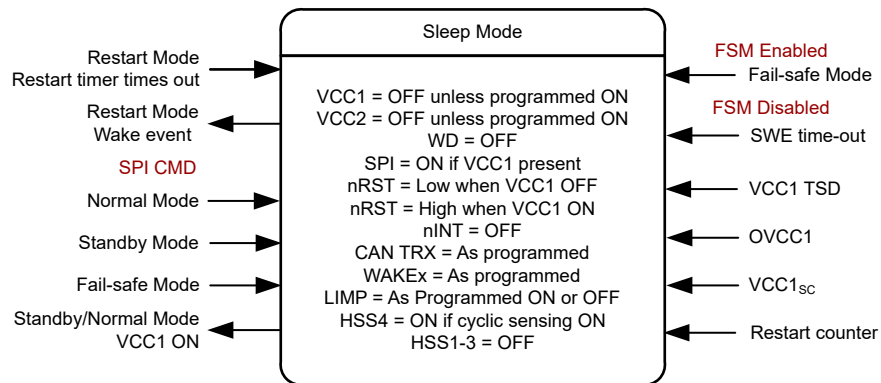 Sleep Mode
Restart Mode
Restart timer times out
Restart Mode
Wake event
SPI CMD
Normal Mode
Standby Mode
Fail-safe Mode
Standby/Normal Mode
VCC1 ON
VCC1 = OFF unless programmed ON
VCC2 = OFF unless programmed ON
WD = OFF
SPI = ON if VCC1 present
nRST = Low when VCC1 OFF
nRST = High when VCC1 ON
nINT = OFF
CAN TRX = As programmed
WAKEx = As programmed
LIMP = As Programmed ON or OFF
HSS4 = ON if cyclic sensing ON
HSS1-3 = OFF
FSM Enabled
Fail-safe Mode
FSM Disabled
SWE time-out
VCC1 TSD
OVCC1
VCC1SC
Restart counter